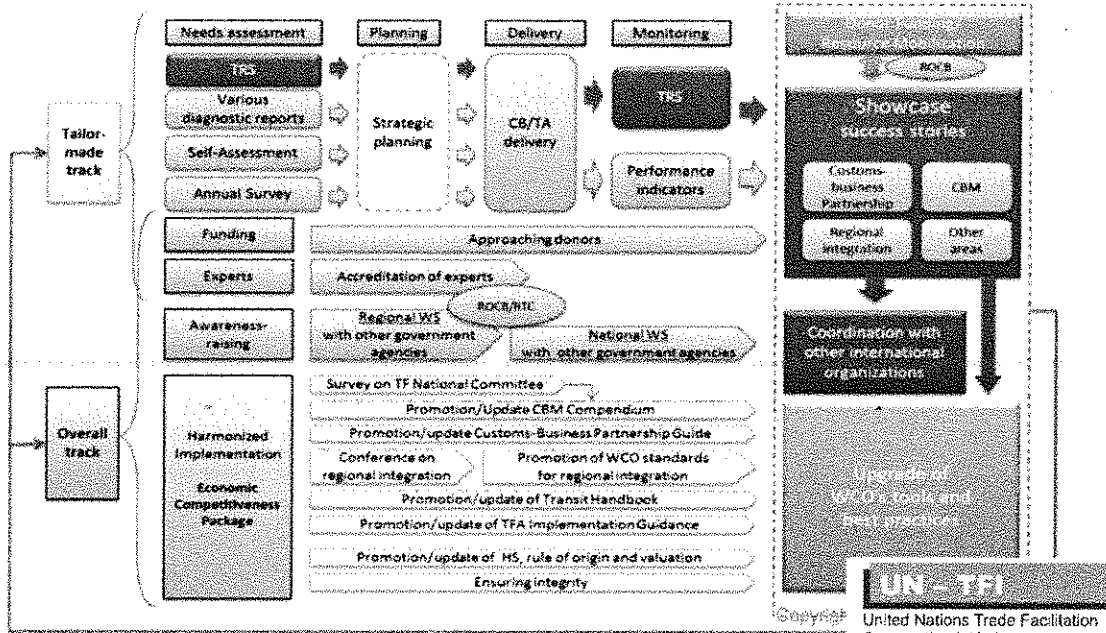 Needs assessment
Planning
Delivery
Monitoring
TRS
Various
diagnostic reports
Self-Assessment
Annual Survey
Strategic
planning
CB/TA
delivery
TRS
Performance
indicators
Tailor-
made
track
Funding
Approaching donors
Experts
Accreditation of experts
ROCB/RTC
Awareness-
raising
Regional WS
with other government
agencies
National WS
with other government agencies
Overall
track
Harmonized
Implementation
Economic
Competitiveness
Package
Survey on TF National Committee
Promotion/Update CBM Compendium
Promotion/update Customs-Business Partnership Guide
Conference on
regional integration
Promotion of WCO standards
for regional integration
Promotion/update of Transit Handbook
Promotion/update of TFA Implementation Guidance
Promotion/update of HS, rule of origin and valuation
Ensuring integrity
ROCB
Showcase
success stories
Customs-
business
Partnership
CBM
Regional
integration
Other
areas
Coordination with
other international
organizations
Upgrade of
WCO's tools and
best practices
UN – TFI
United Nations Trade Facilitation